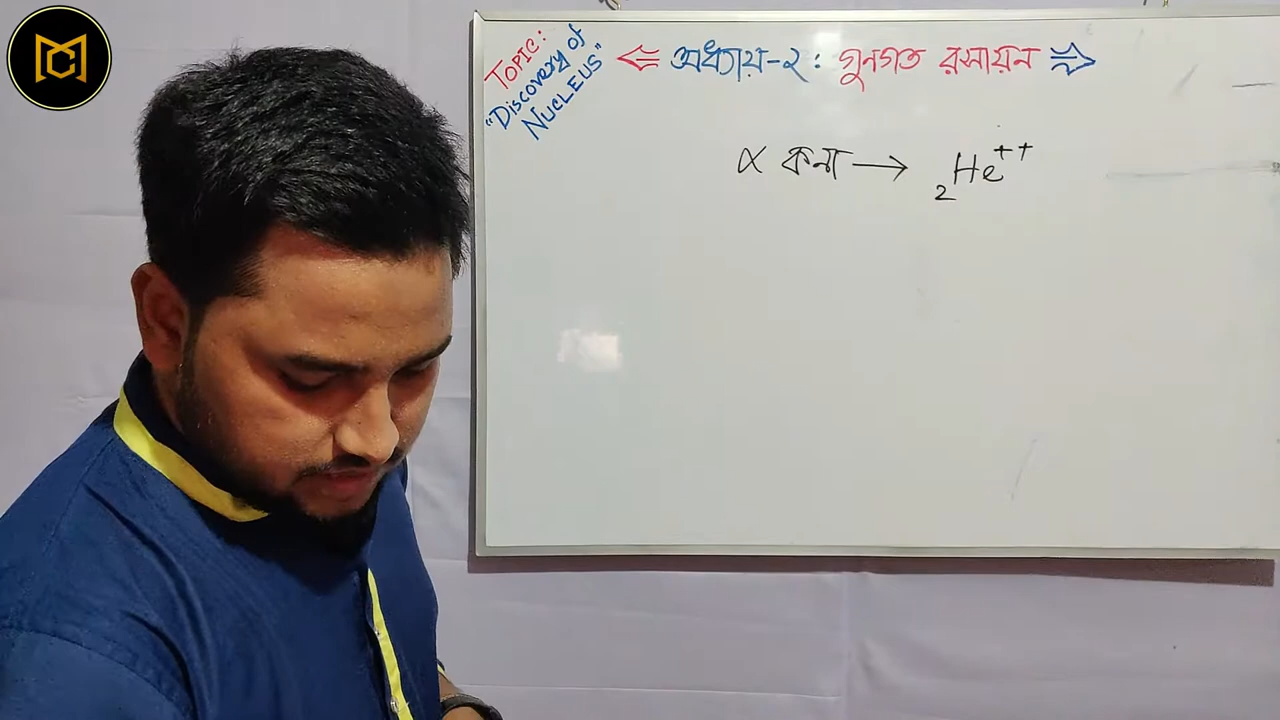 TOPIC:
"Discovery of
NUCLEUS"
⇐ অধ্যায়-২: গুনগত রসায়ন ⇒
α কনা → ₂He⁺⁺